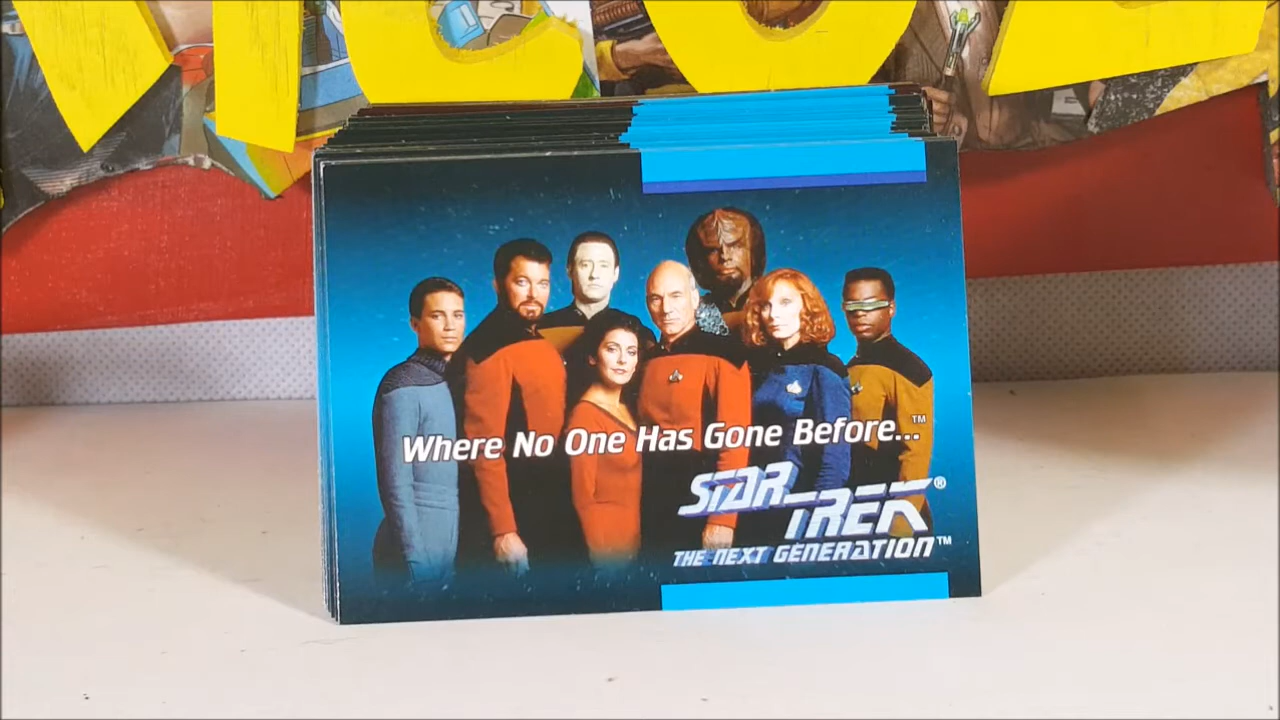 Where No One Has Gone Before...™
STAR TREK®
THE NEXT GENERATION™